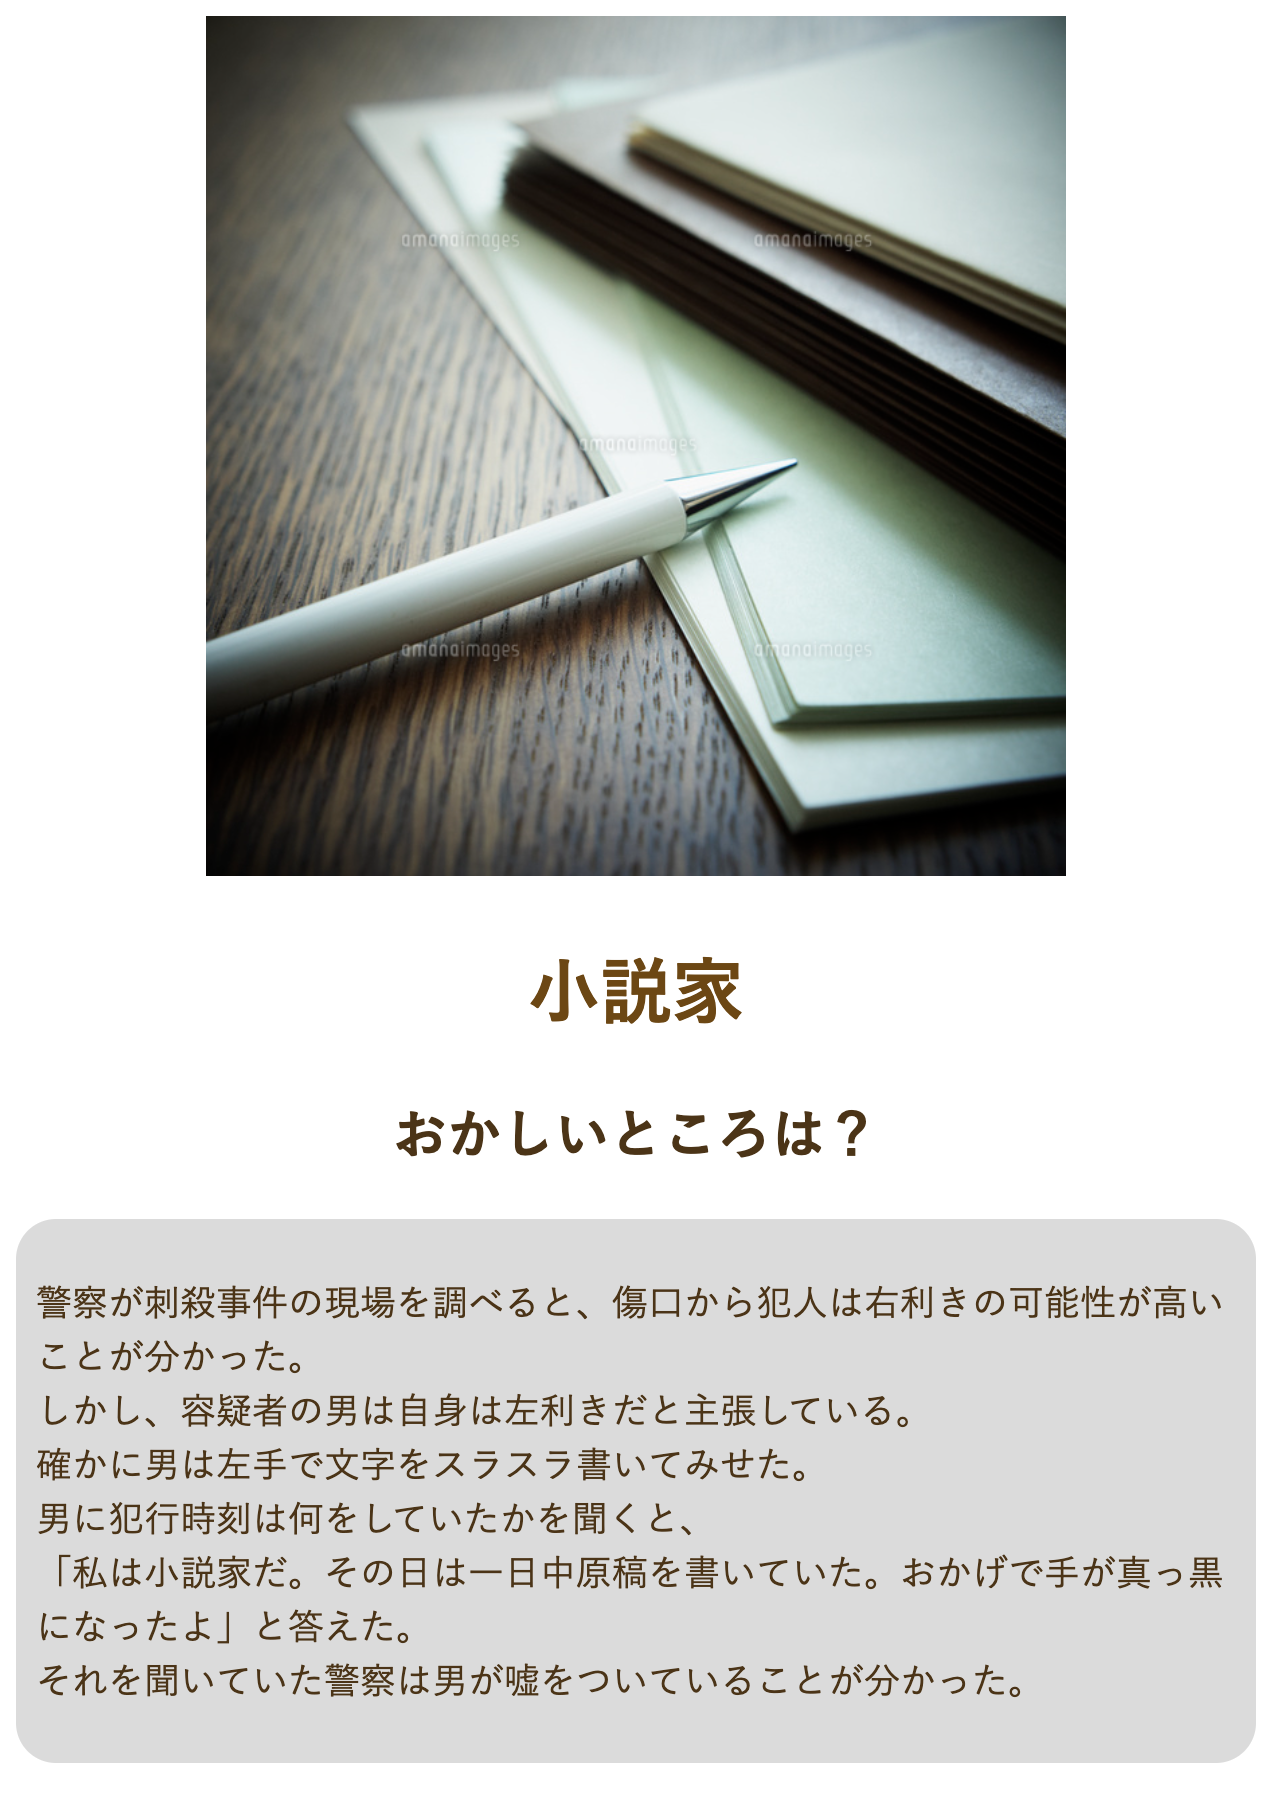 amanaimages
amanaimages
amanaimages
amanaimages
amanaimages
小説家
おかしいところは？
警察が刺殺事件の現場を調べると、傷口から犯人は右利きの可能性が高い
ことが分かった。
しかし、容疑者の男は自身は左利きだと主張している。
確かに男は左手で文字をスラスラ書いてみせた。
男に犯行時刻は何をしていたかを聞くと、
「私は小説家だ。その日は一日中原稿を書いていた。おかげで手が真っ黒
になったよ」と答えた。
それを聞いていた警察は男が嘘をついていることが分かった。